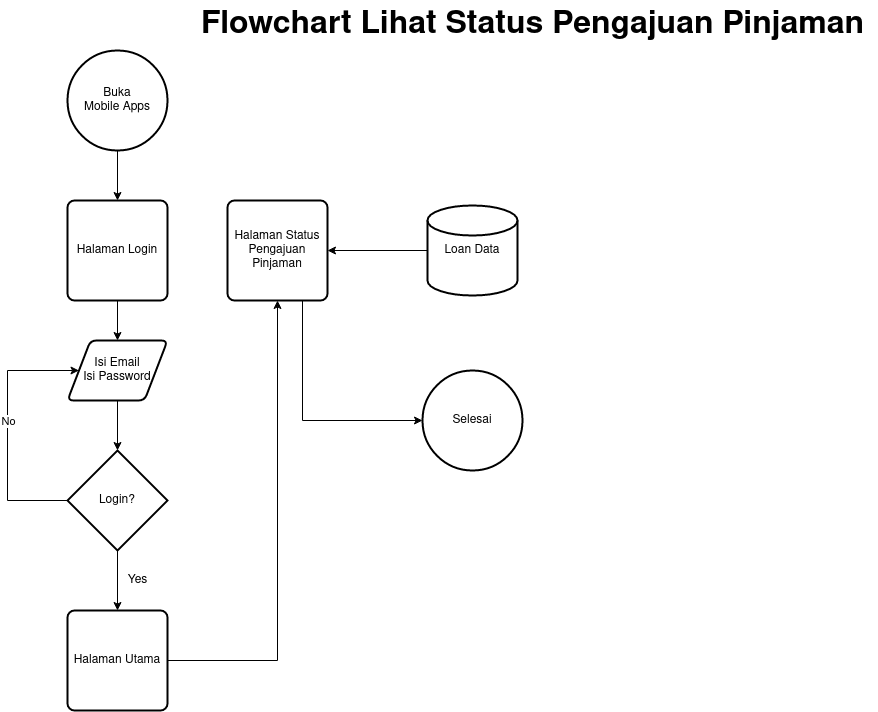 Flowchart Lihat Status Pengajuan Pinjaman
Buka
Mobile Apps
Halaman Login
Isi Email
Isi Password
No
Login?
Yes
Halaman Utama
Halaman Status
Pengajuan
Pinjaman
Loan Data
Selesai